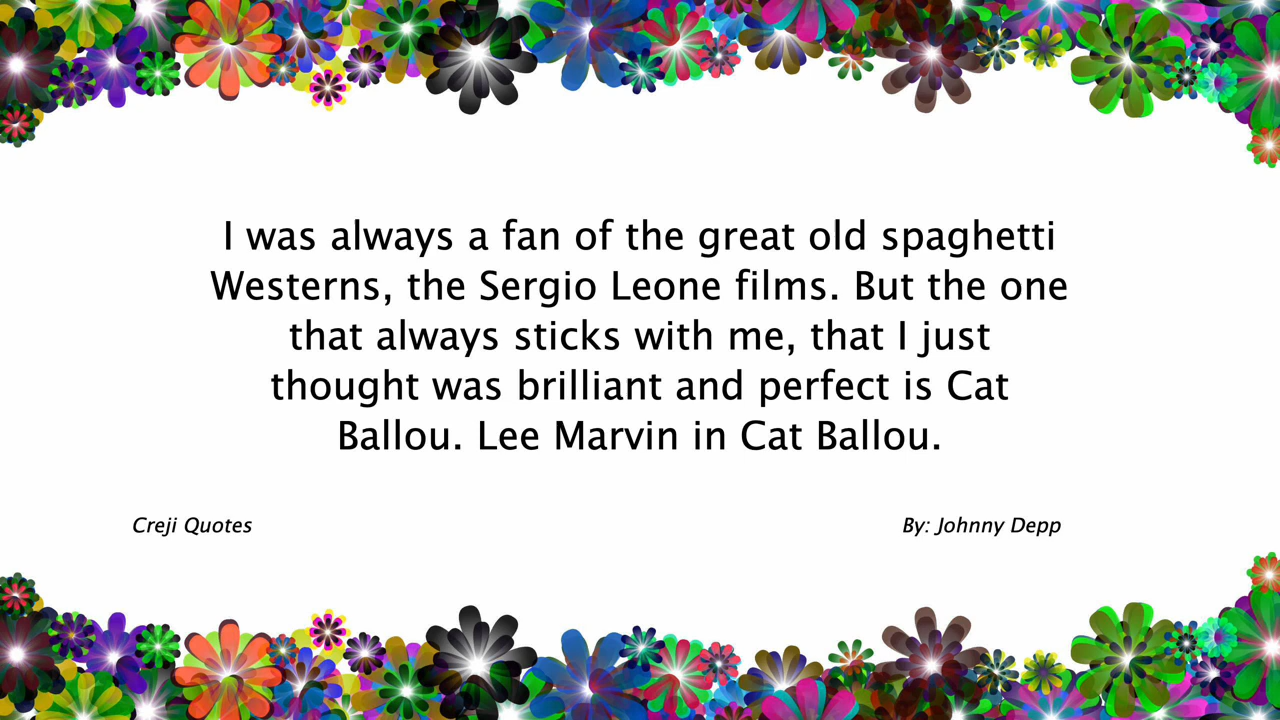 I was always a fan of the great old spaghetti
Westerns, the Sergio Leone films. But the one
that always sticks with me, that I just
thought was brilliant and perfect is Cat
Ballou. Lee Marvin in Cat Ballou.
Creji Quotes
By: Johnny Depp